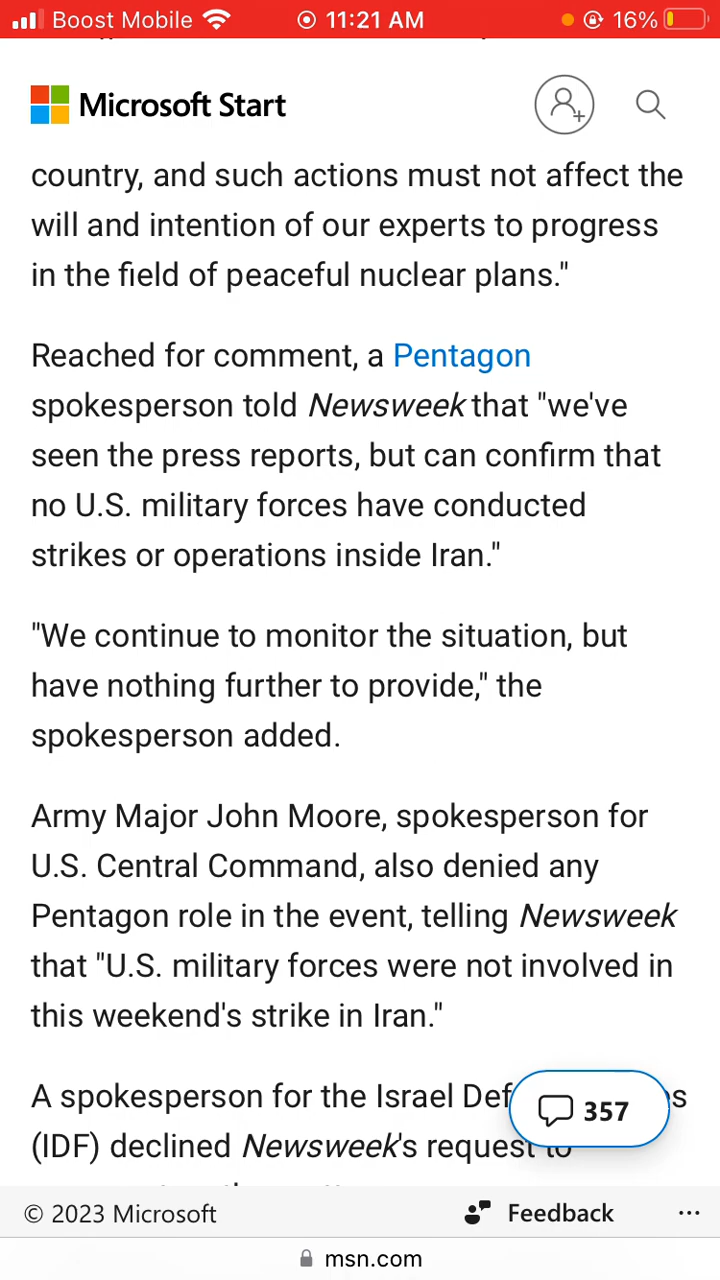 Boost Mobile 11:21 AM 16%
Microsoft Start
country, and such actions must not affect the
will and intention of our experts to progress
in the field of peaceful nuclear plans."
Reached for comment, a Pentagon
spokesperson told Newsweek that "we've
seen the press reports, but can confirm that
no U.S. military forces have conducted
strikes or operations inside Iran."
"We continue to monitor the situation, but
have nothing further to provide," the
spokesperson added.
Army Major John Moore, spokesperson for
U.S. Central Command, also denied any
Pentagon role in the event, telling Newsweek
that "U.S. military forces were not involved in
this weekend's strike in Iran."
A spokesperson for the Israel Def s
357
(IDF) declined Newsweek's request to
© 2023 Microsoft Feedback ...
msn.com